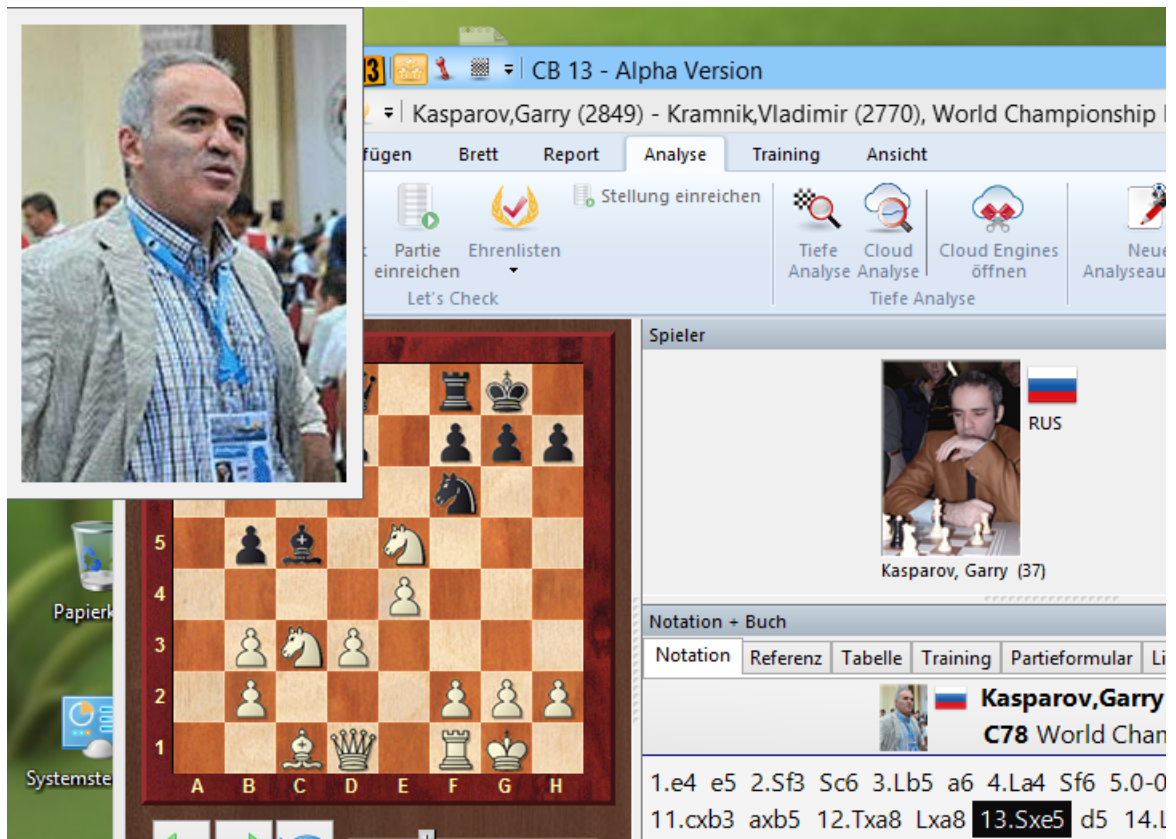 CB 13 - Alpha Version
Kasparov,Garry (2849) - Kramnik,Vladimir (2770), World Championship
fügen Brett Report Analyse Training Ansicht
Partie einreichen
Ehrenlisten
Stellung einreichen
Let's Check
Tiefe Analyse
Cloud Analyse
Cloud Engines öffnen
Neue
Analyseau
Tiefe Analyse
Spieler
RUS
Kasparov, Garry (37)
5
4
3
2
1
A B C D E F G H
Papierk
Systemste
Notation + Buch
Notation Referenz Tabelle Training Partieformular Li
Kasparov,Garry
C78 World Cham
1.e4 e5 2.Sf3 Sc6 3.Lb5 a6 4.La4 Sf6 5.0-0
11.cxb3 axb5 12.Txa8 Lxa8 13.Sxe5 d5 14.L